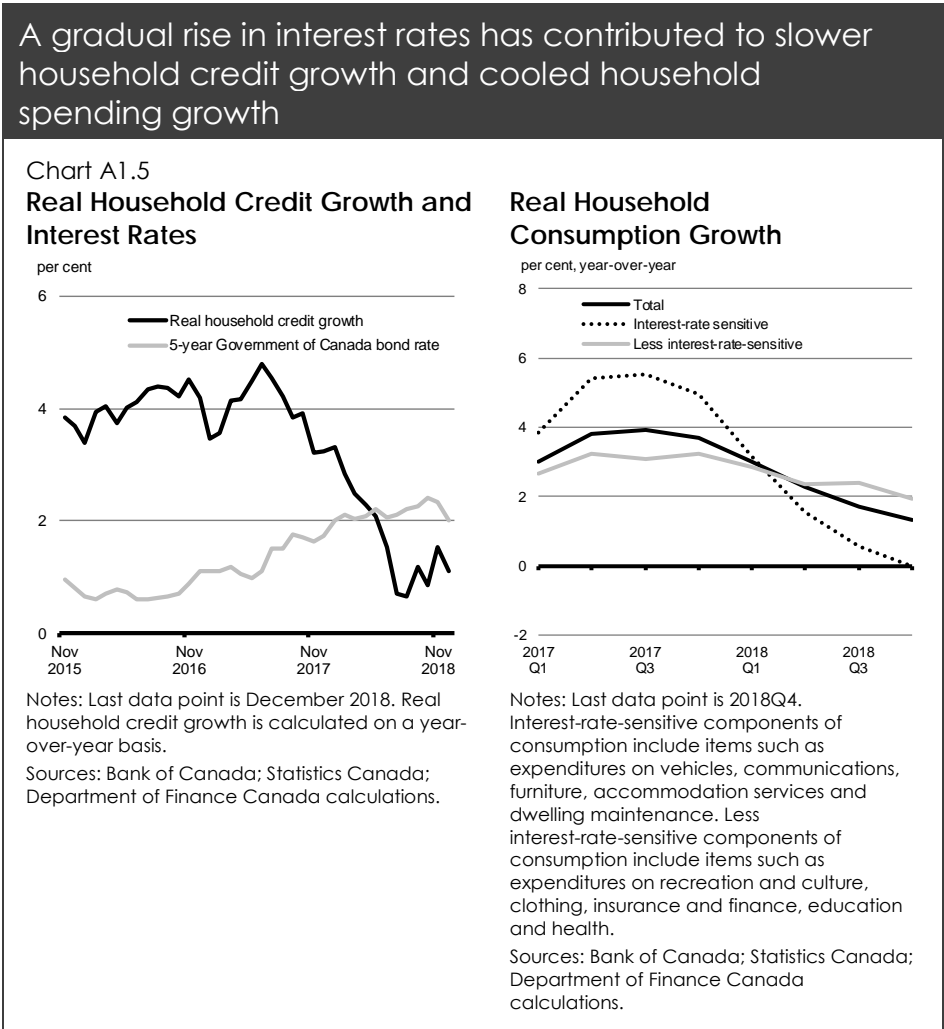 A gradual rise in interest rates has contributed to slower
household credit growth and cooled household
spending growth
Chart A1.5
Real Household Credit Growth and
Interest Rates
per cent
6
4
2
0
Real household credit growth
5-year Government of Canada bond rate
Nov
2015
Nov
2016
Nov
2017
Nov
2018
Notes: Last data point is December 2018. Real
household credit growth is calculated on a year-
over-year basis.
Sources: Bank of Canada; Statistics Canada;
Department of Finance Canada calculations.
Real Household
Consumption Growth
per cent, year-over-year
8
6
4
2
0
-2
Total
Interest-rate sensitive
Less interest-rate-sensitive
2017
Q1
2017
Q3
2018
Q1
2018
Q3
Notes: Last data point is 2018Q4.
Interest-rate-sensitive components of
consumption include items such as
expenditures on vehicles, communications,
furniture, accommodation services and
dwelling maintenance. Less
interest-rate-sensitive components of
consumption include items such as
expenditures on recreation and culture,
clothing, insurance and finance, education
and health.
Sources: Bank of Canada; Statistics Canada;
Department of Finance Canada
calculations.